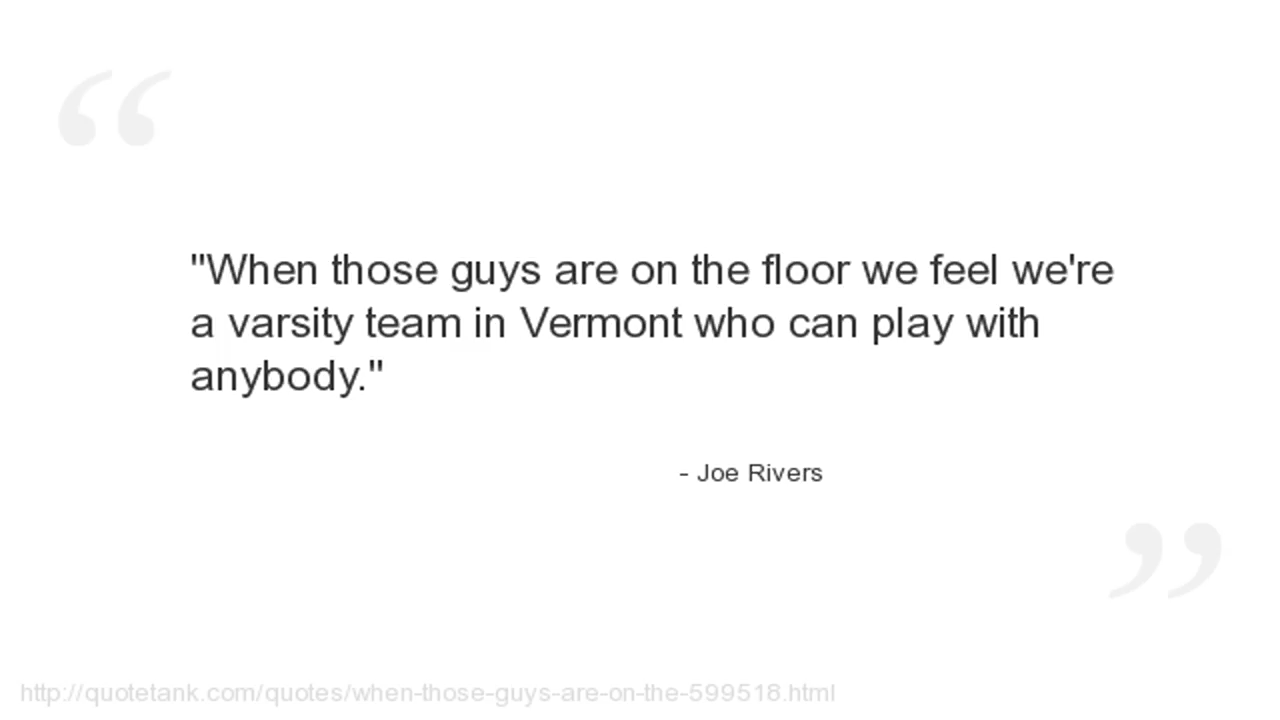 "When those guys are on the floor we feel we're
a varsity team in Vermont who can play with
anybody."
- Joe Rivers
http://quotetank.com/quotes/when-those-guys-are-on-the-599518.html